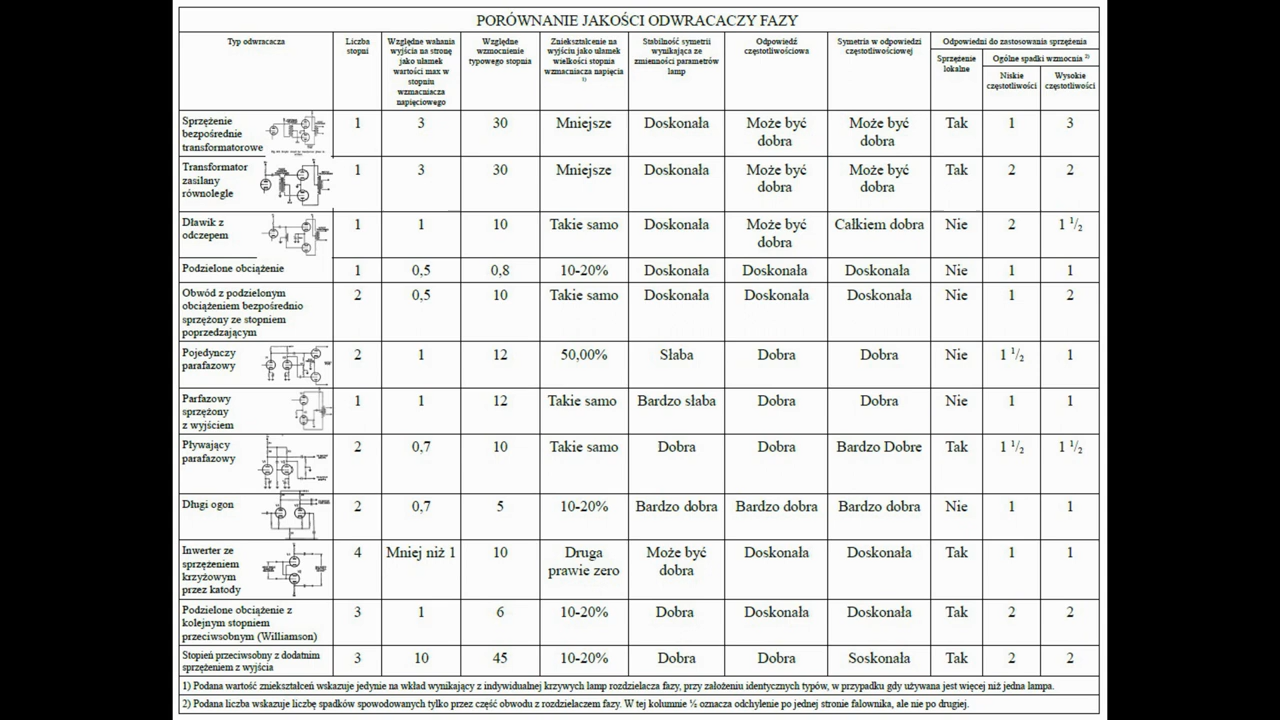 PORÓWNANIE JAKOŚCI ODWRACACZY FAZY
Typ odwracacza
Liczba
stopni
Względne wahania
wyjścia na stronę
jako ułamek
wartości max w
stopniu
wzmacniacza
napięciowego
Względne
wzmocnienie
typowego stopnia
Zniekształcenie na
wyjściu jako ułamek
wielkości stopnia
wzmacniacza napięcia
1)
Stabilność symetrii
wynikająca ze
zmienności parametrów
lamp
Odpowiedź
częstotliwościowa
Symetria w odpowiedzi
częstotliwościowej
Odpowiedni do zastosowania sprzężenia
Sprzężenie
lokalne
Ogólne spadki wzmocnia 2)
Niskie
częstotliwości
Wysokie
częstotliwości
Sprzężenie
bezpośrednie
transformatorowe
1
3
30
Mniejsze
Doskonała
Może być
dobra
Może być
dobra
Tak
1
3
Transformator
zasilany
równolegle
1
3
30
Mniejsze
Doskonała
Może być
dobra
Może być
dobra
Tak
2
2
Dławik z
odczepem
1
1
10
Takie samo
Doskonała
Może być
dobra
Całkiem dobra
Nie
2
1 1/2
Podzielone obciążenie
1
0,5
0,8
10-20%
Doskonała
Doskonała
Doskonała
Nie
1
1
Obwód z podzielonym
obciążeniem bezpośrednio
sprzężony ze stopniem
poprzedzającym
2
0,5
10
Takie samo
Doskonała
Doskonała
Doskonała
Nie
1
2
Pojedynczy
parafazowy
2
1
12
50,00%
Słaba
Dobra
Dobra
Nie
1 1/2
1
Parfazowy
sprzężony
z wyjściem
1
1
12
Takie samo
Bardzo słaba
Dobra
Dobra
Nie
1
1
Pływający
parafazowy
2
0,7
10
Takie samo
Dobra
Dobra
Bardzo Dobre
Tak
1 1/2
1 1/2
Długi ogon
2
0,7
5
10-20%
Bardzo dobra
Bardzo dobra
Bardzo dobra
Nie
1
1
Inwerter ze
sprzężeniem
krzyżowym
przez katody
4
Mniej niż 1
10
Druga
prawie zero
Może być
dobra
Doskonała
Doskonała
Tak
1
1
Podzielone obciążenie z
kolejnym stopniem
przeciwsobnym (Williamson)
3
1
6
10-20%
Dobra
Doskonała
Doskonała
Tak
2
2
Stopień przeciwsobny z dodatnim
sprzężeniem z wyjścia
3
10
45
10-20%
Dobra
Dobra
Soskonała
Tak
2
2
1) Podana wartość zniekształceń wskazuje jedynie na wkład wynikający z indywidualnej krzywych lamp rozdzielacza fazy, przy założeniu identycznych typów, w przypadku gdy używana jest więcej niż jedna lampa.
2) Podana liczba wskazuje liczbę spadków spowodowanych tylko przez część obwodu z rozdzielaczem fazy. W tej kolumnie ½ oznacza odchylenie po jednej stronie falownika, ale nie po drugiej.